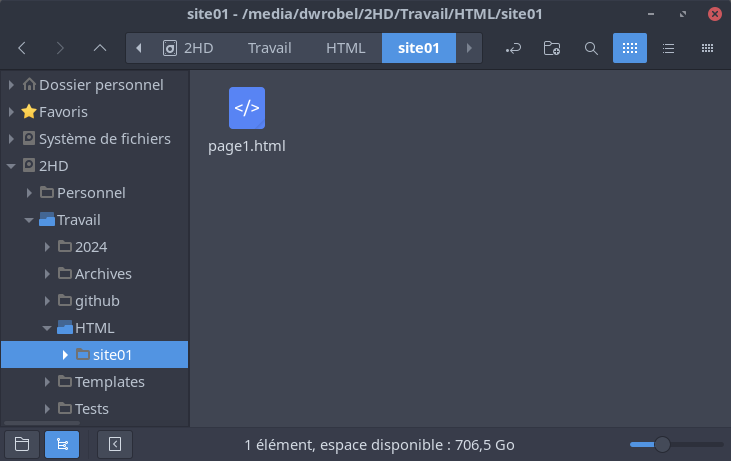 site01 - /media/dwrobel/2HD/Travail/HTML/site01
2HD Travail HTML site01
Dossier personnel
Favoris
Système de fichiers
2HD
Personnel
Travail
2024
Archives
github
HTML
site01
Templates
Tests
</>
page1.html
1 élément, espace disponible : 706,5 Go